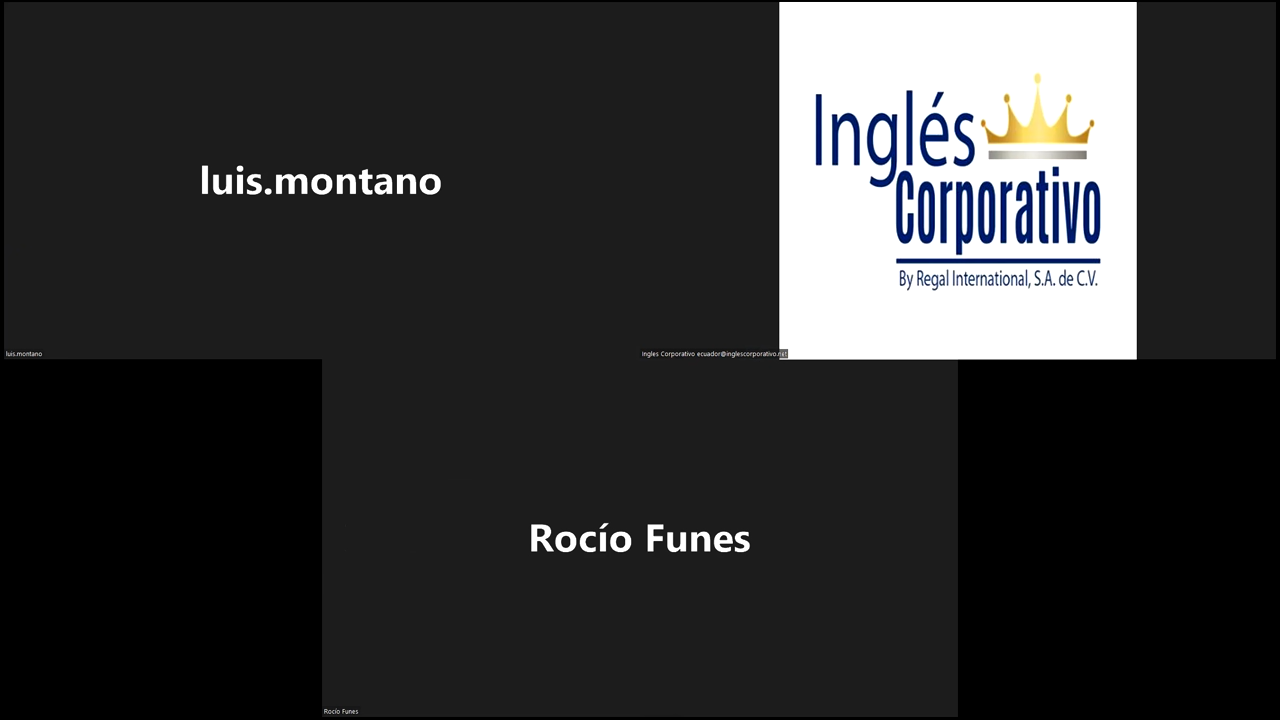 luis.montano
Inglés
Corporativo
By Regal International, S.A. de C.V.
luis.montano
Ingles Corporativo ecuador@inglescorporativo.net
Rocío Funes
Rocío Funes